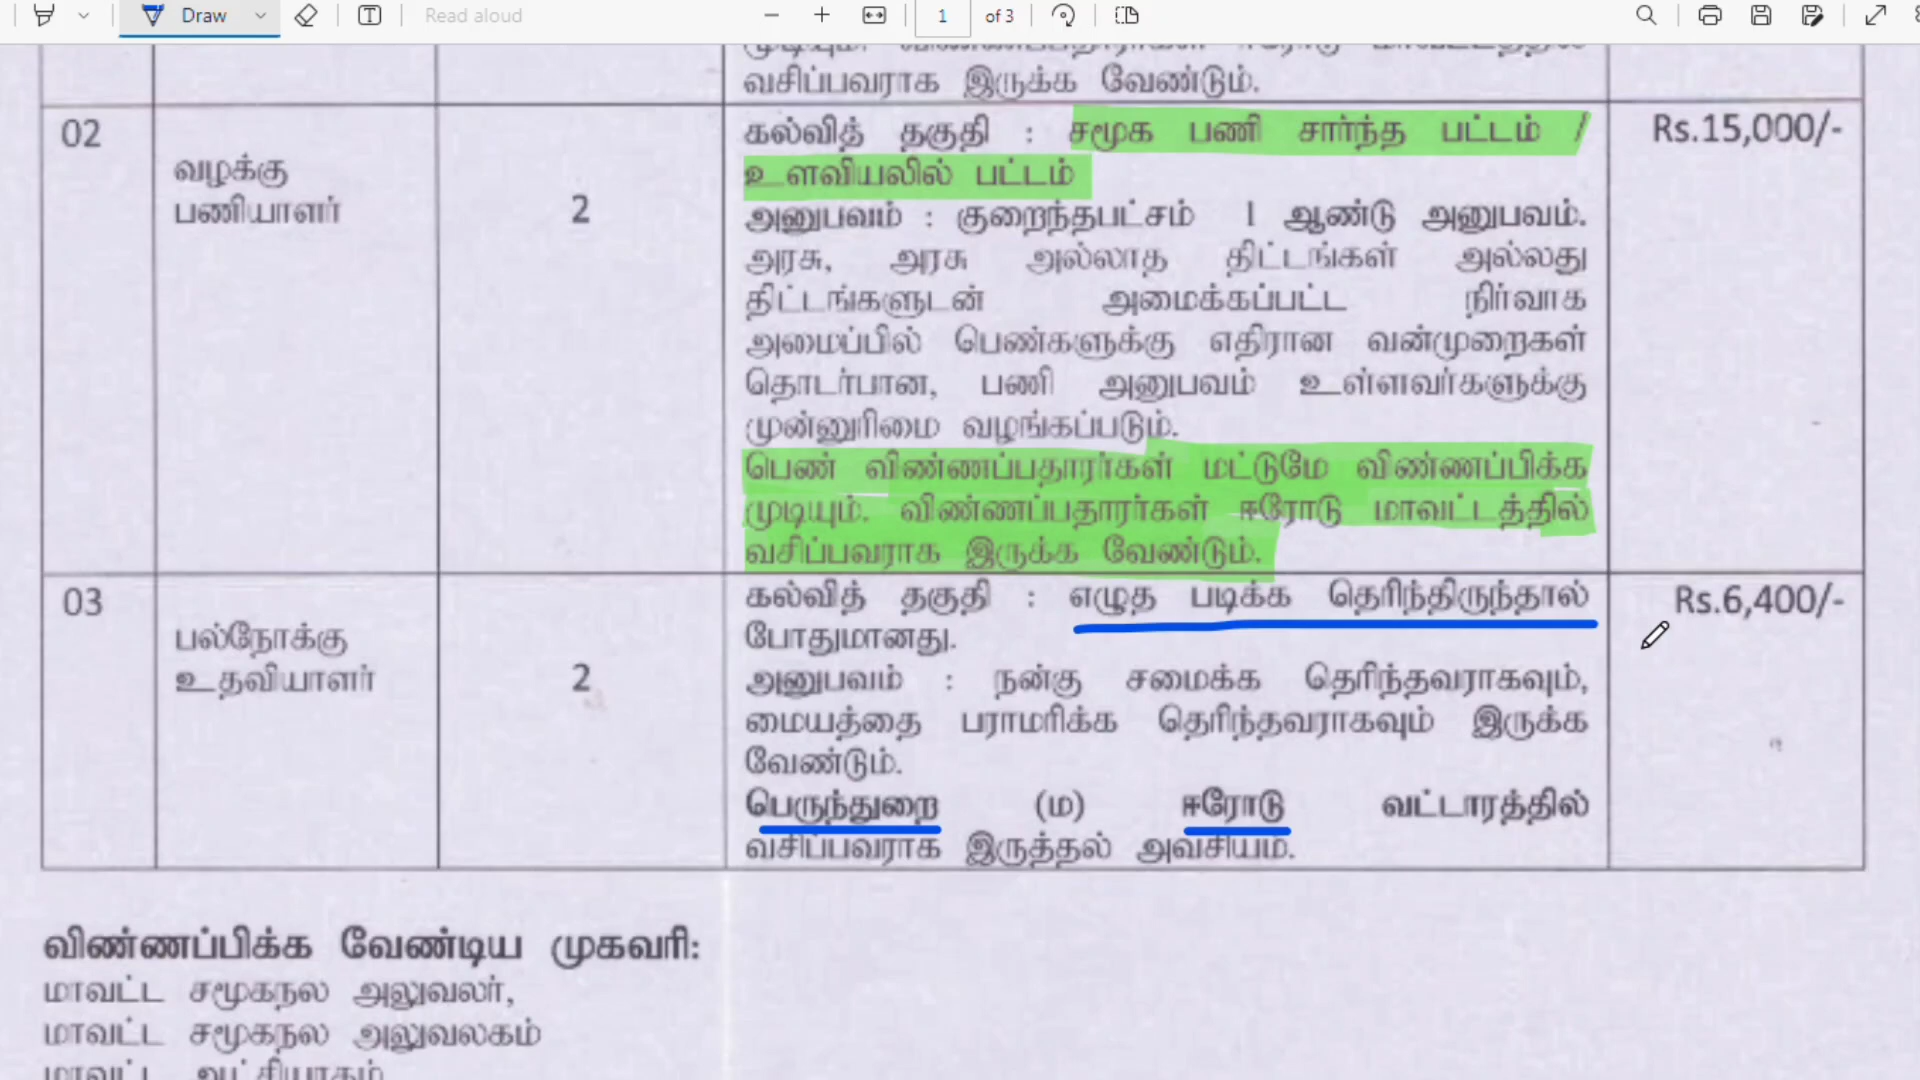 Draw
Read aloud
1 of 3
வசிப்பவராக இருக்க வேண்டும்.
02
வழக்கு
பணியாளர்
2
கல்வித் தகுதி : சமூக பணி சார்ந்த பட்டம் /
உளவியலில் பட்டம்
அனுபவம் : குறைந்தபட்சம் 1 ஆண்டு அனுபவம்.
அரசு, அரசு அல்லாத திட்டங்கள் அல்லது
திட்டங்களுடன் அமைக்கப்பட்ட நிர்வாக
அமைப்பில் பெண்களுக்கு எதிரான வன்முறைகள்
தொடர்பான, பணி அனுபவம் உள்ளவர்களுக்கு
முன்னுரிமை வழங்கப்படும்.
பெண் விண்ணப்பதாரர்கள் மட்டுமே விண்ணப்பிக்க
முடியும். விண்ணப்பதாரர்கள் ஈரோடு மாவட்டத்தில்
வசிப்பவராக இருக்க வேண்டும்.
Rs.15,000/-
03
பல்நோக்கு
உதவியாளர்
2
கல்வித் தகுதி : எழுத படிக்க தெரிந்திருந்தால்
போதுமானது.
அனுபவம் : நன்கு சமைக்க தெரிந்தவராகவும்,
மையத்தை பராமரிக்க தெரிந்தவராகவும் இருக்க
வேண்டும்.
பெருந்துறை (ம) ஈரோடு வட்டாரத்தில்
வசிப்பவராக இருத்தல் அவசியம்.
Rs.6,400/-
விண்ணப்பிக்க வேண்டிய முகவரி:
மாவட்ட சமூகநல அலுவலர்,
மாவட்ட சமூகநல அலுவலகம்